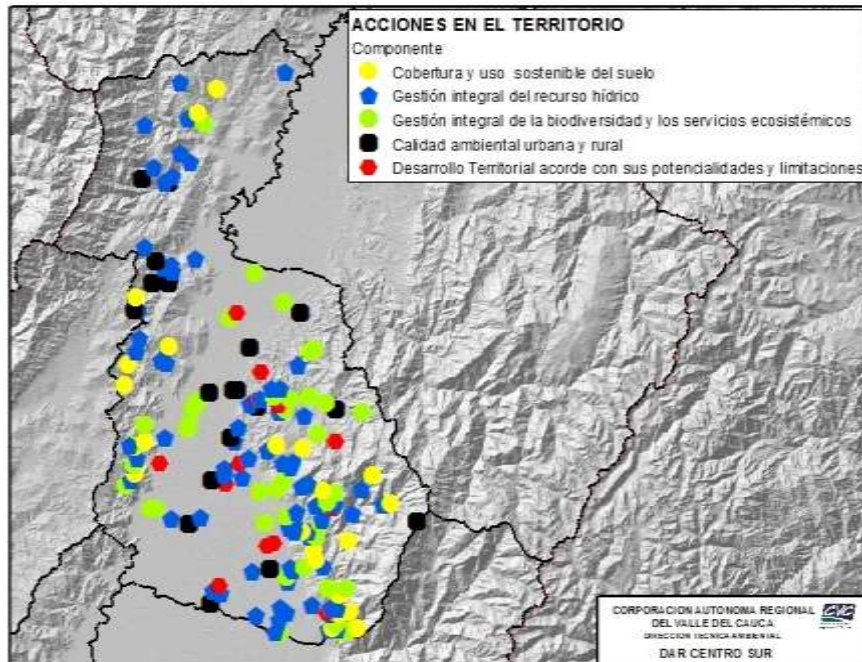 ACCIONES EN EL TERRITORIO
Componente
Cobertura y uso sostenible del suelo
Gestión integral del recurso hídrico
Gestión integral de la biodiversidad y los servicios ecosistémicos
Calidad ambiental urbana y rural
Desarrollo Territorial acorde con sus potencialidades y limitaciones
CORPORACION AUTONOMA REGIONAL
DEL VALLE DEL CAUCA
CVC
DIRECCION TECNICA AMBIENTAL
DAR CENTRO SUR